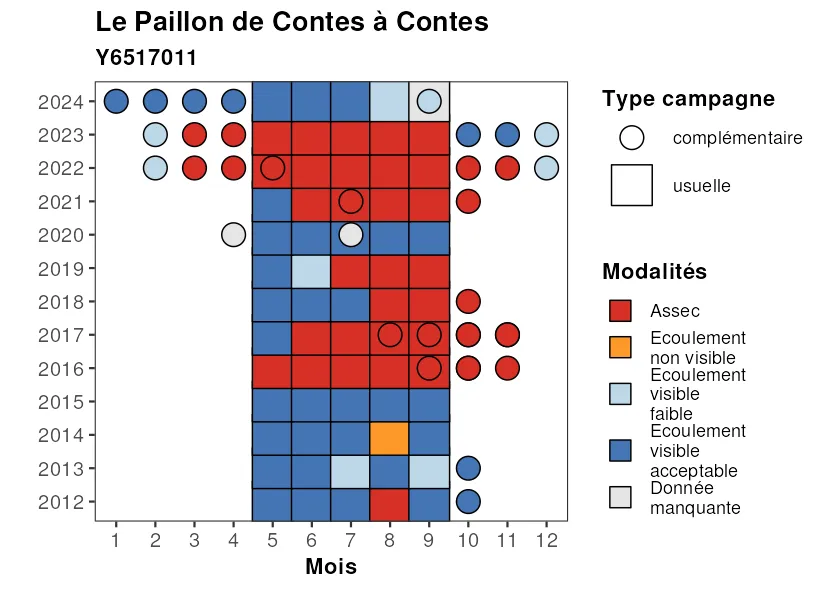 Le Paillon de Contes à Contes
Y6517011
2024
2023
2022
2021
2020
2019
2018
2017
2016
2015
2014
2013
2012
1 2 3 4 5 6 7 8 9 10 11 12
Mois
Type campagne
complémentaire
usuelle
Modalités
Assec
Ecoulement
non visible
Ecoulement
visible
faible
Ecoulement
visible
acceptable
Donnée
manquante